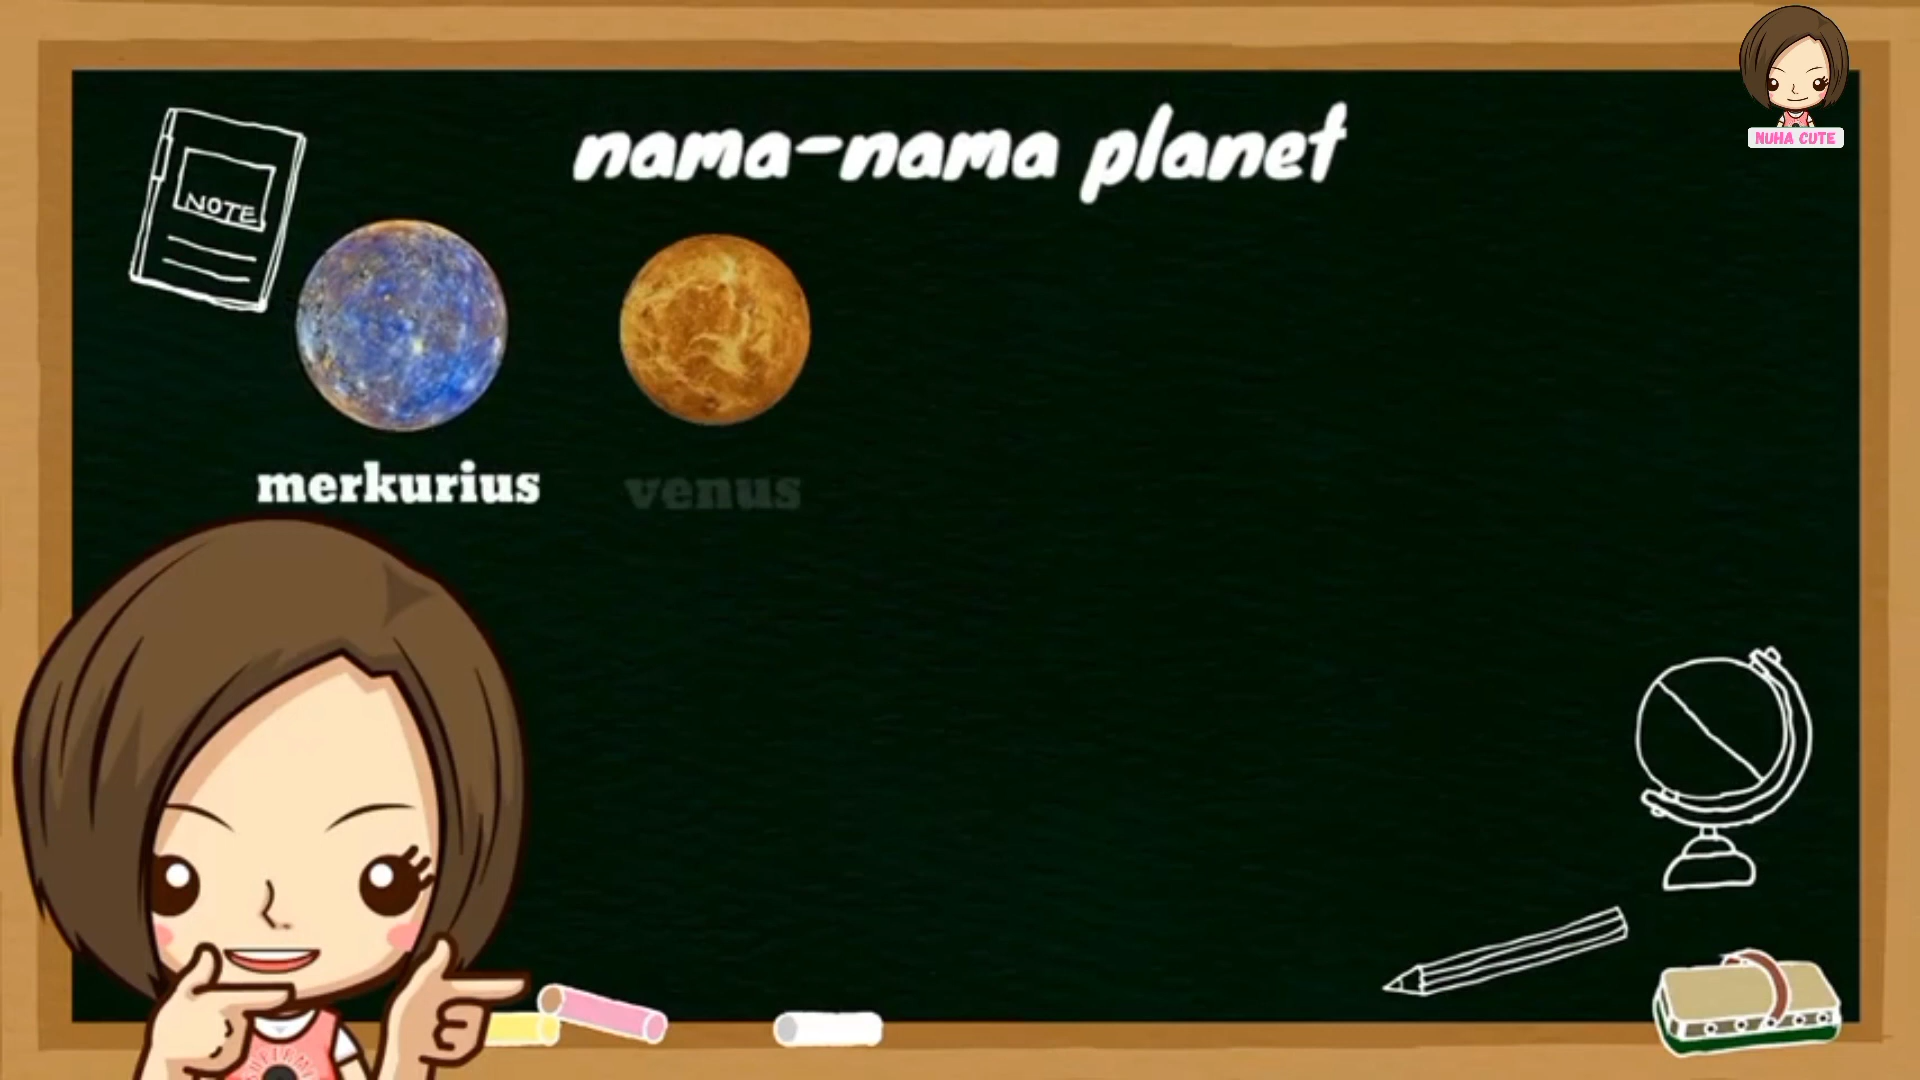 nama-nama planet
NUHA CUTE
NOTE
merkurius
venus